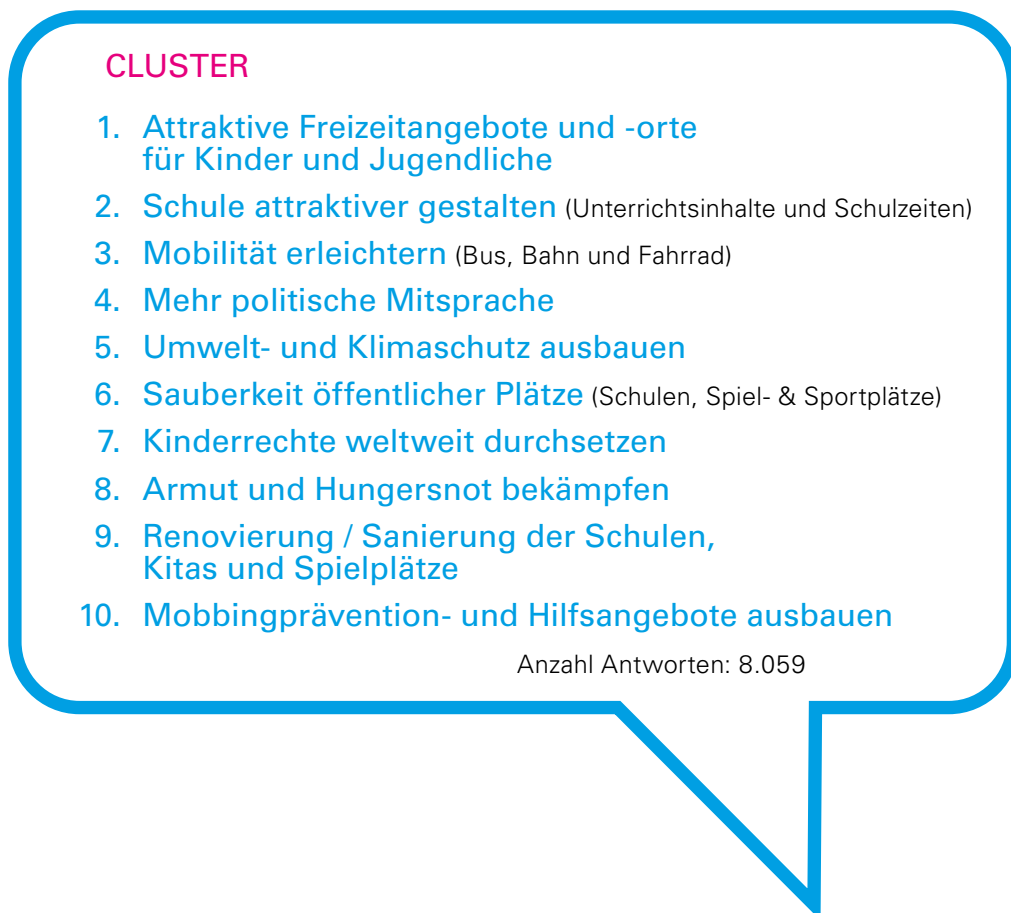 CLUSTER
1. Attraktive Freizeitangebote und -orte
für Kinder und Jugendliche
2. Schule attraktiver gestalten (Unterrichtsinhalte und Schulzeiten)
3. Mobilität erleichtern (Bus, Bahn und Fahrrad)
4. Mehr politische Mitsprache
5. Umwelt- und Klimaschutz ausbauen
6. Sauberkeit öffentlicher Plätze (Schulen, Spiel- & Sportplätze)
7. Kinderrechte weltweit durchsetzen
8. Armut und Hungersnot bekämpfen
9. Renovierung / Sanierung der Schulen,
Kitas und Spielplätze
10. Mobbingprävention- und Hilfsangebote ausbauen
Anzahl Antworten: 8.059